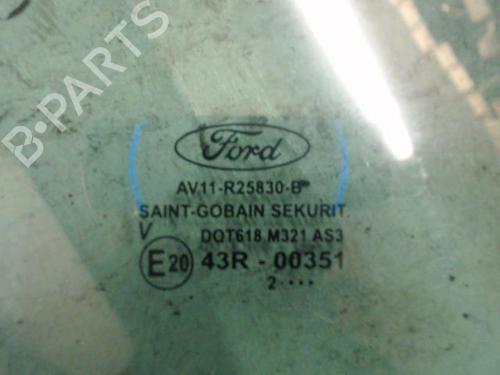 B-PARTS
Ford
AV11-R25830-B
SAINT-GOBAIN SEKURIT
V DOT618 M321 AS3
E20 43R - 00351
2 ····